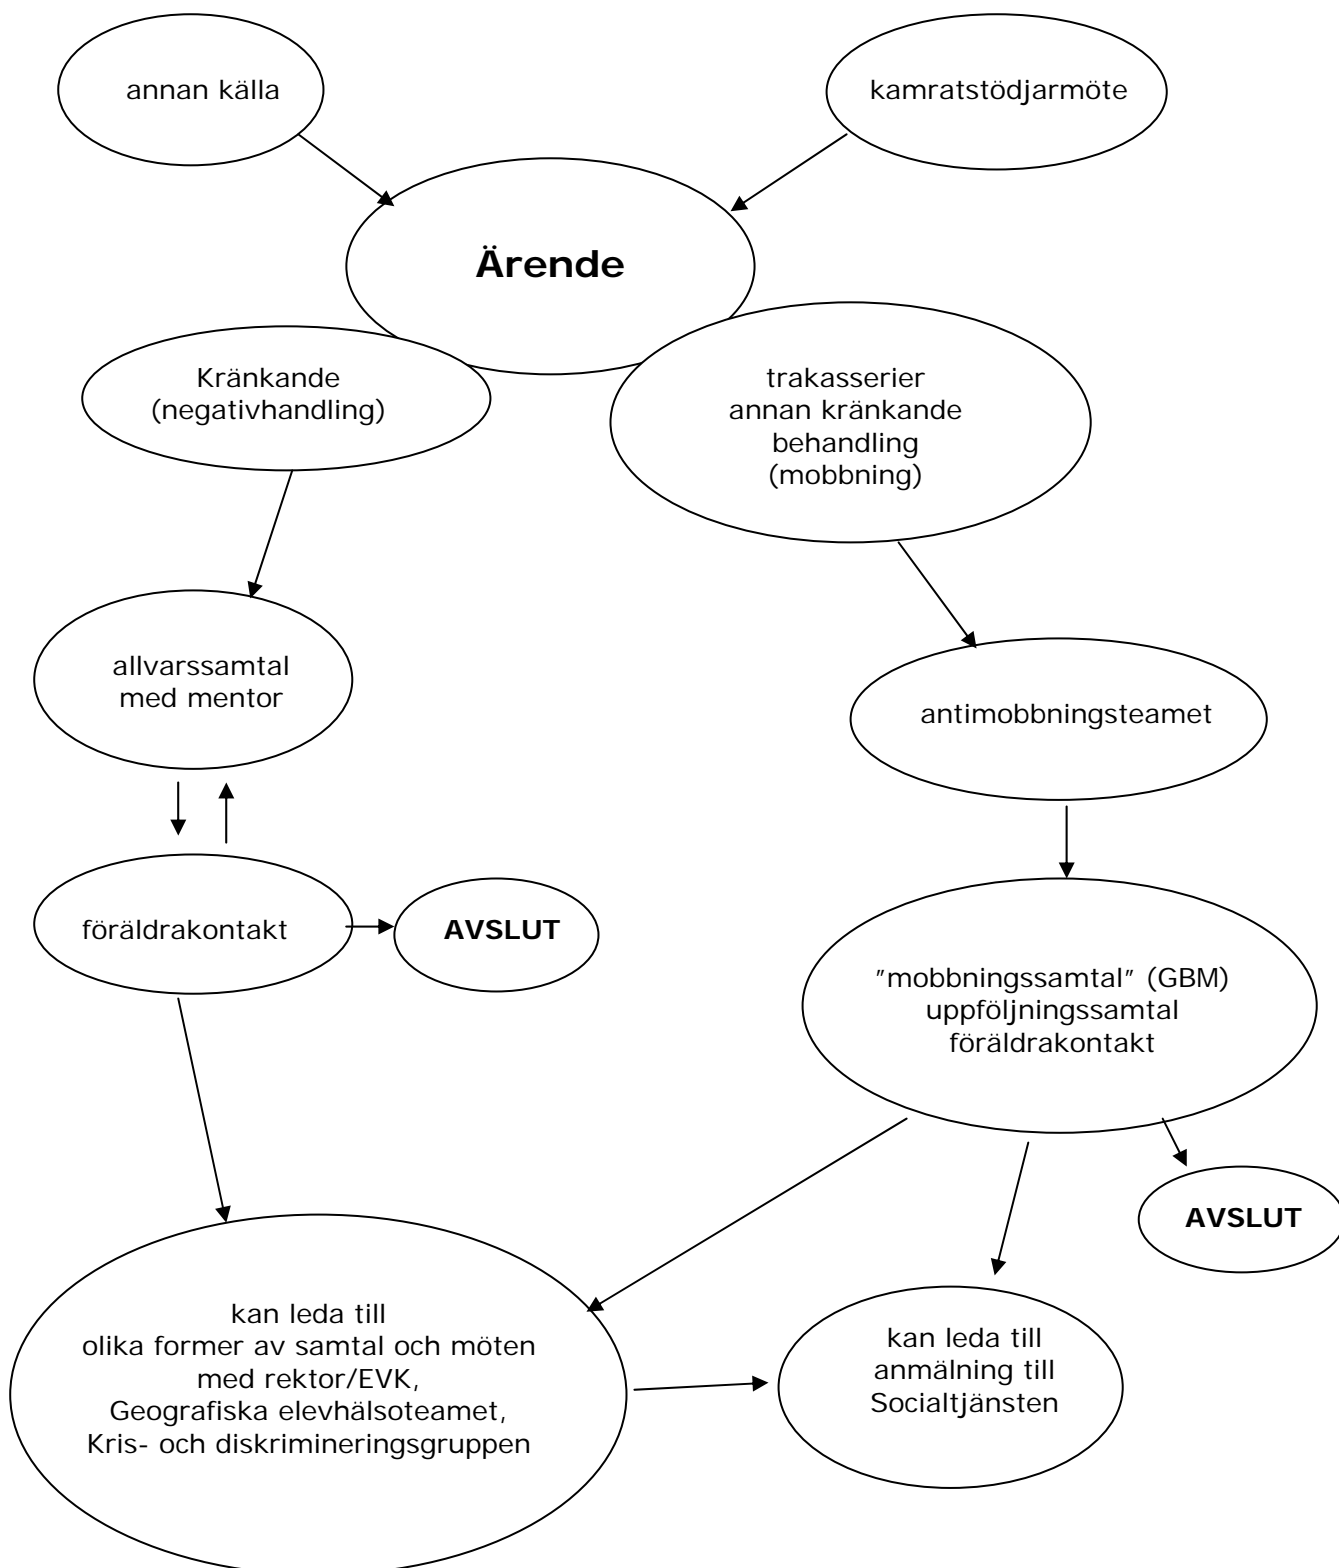 annan källa
kamratstödjarmöte
Ärende
Kränkande
(negativhandling)
trakasserier
annan kränkande
behandling
(mobbning)
allvarssamtal
med mentor
antimobbningsteamet
föräldrakontakt
AVSLUT
”mobbningssamtal” (GBM)
uppföljningssamtal
föräldrakontakt
AVSLUT
kan leda till
olika former av samtal och möten
med rektor/EVK,
Geografiska elevhälsoteamet,
Kris- och diskrimineringsgruppen
kan leda till
anmälning till
Socialtjänsten